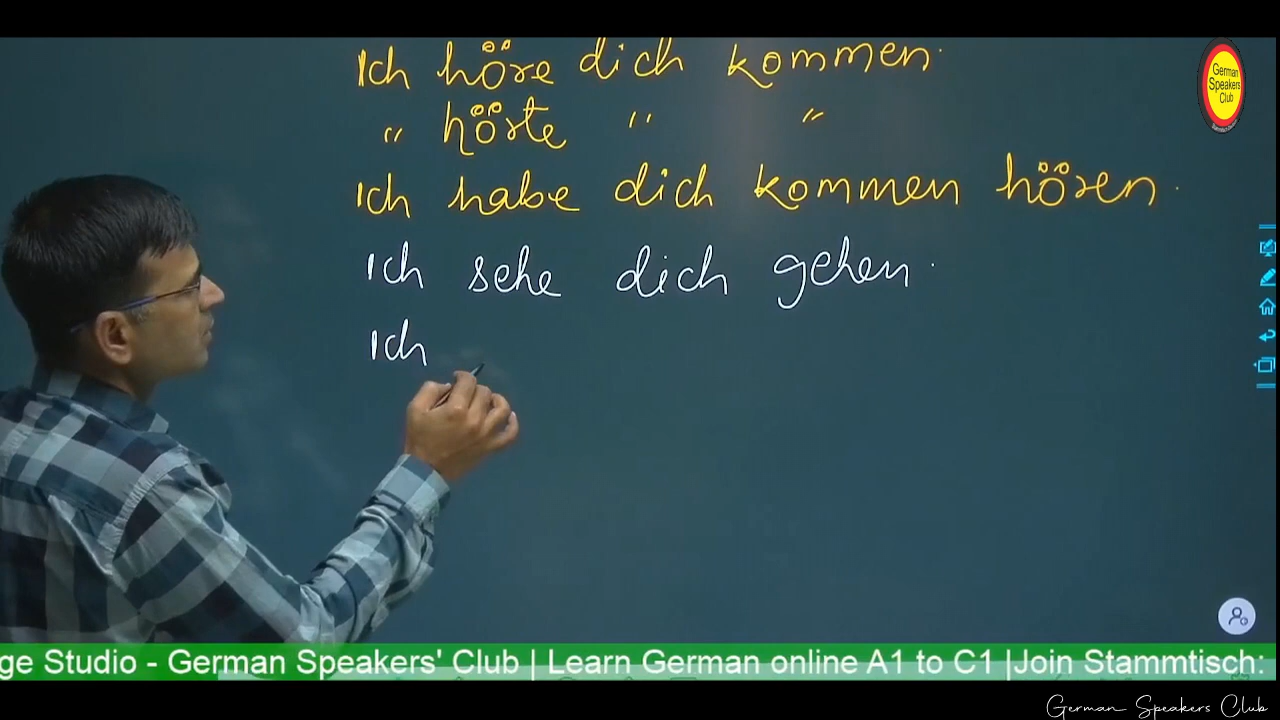 Ich höre dich kommen.
" hörte " "
Ich habe dich kommen hören.
Ich sehe dich gehen.
Ich
German
Speakers
Club
ge Studio - German Speakers' Club | Learn German online A1 to C1 |Join Stammtisch:
German Speakers Club